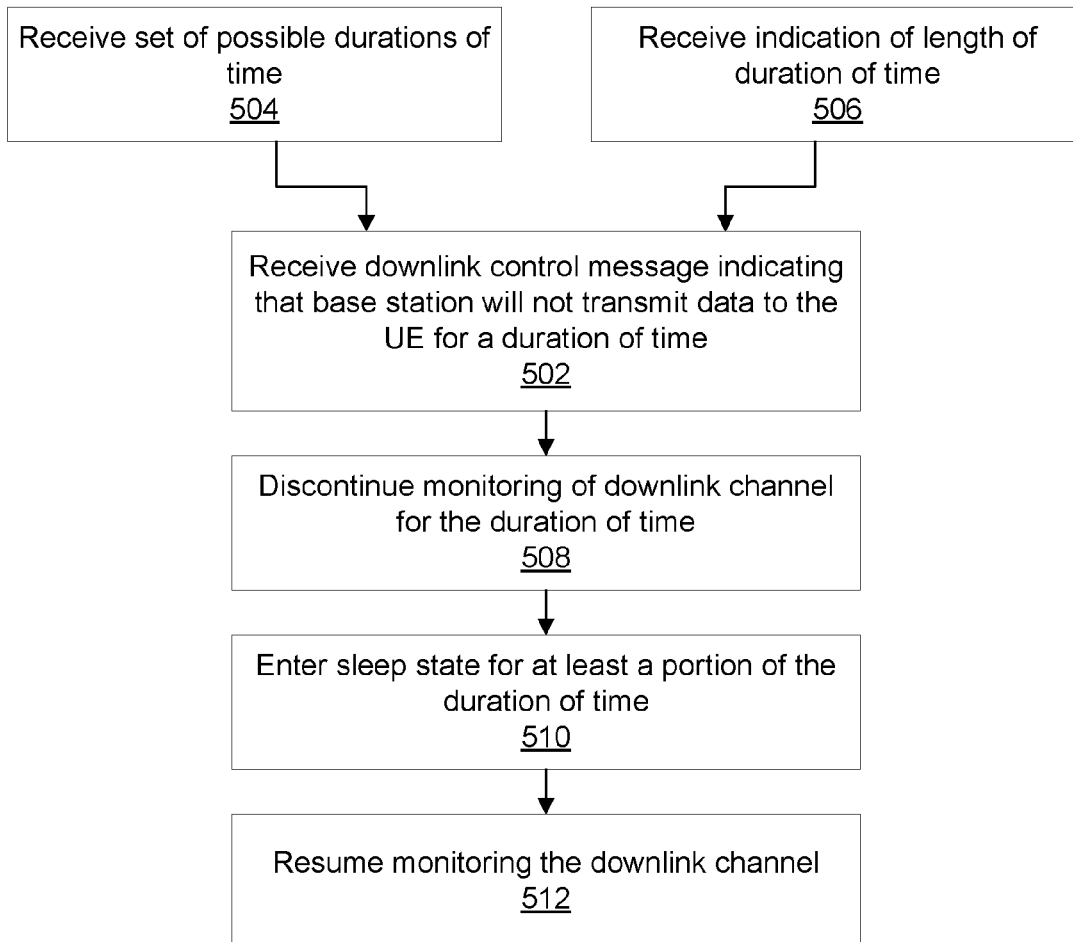 Receive set of possible durations of
time
504
Receive indication of length of
duration of time
506
Receive downlink control message indicating
that base station will not transmit data to the
UE for a duration of time
502
Discontinue monitoring of downlink channel
for the duration of time
508
Enter sleep state for at least a portion of the
duration of time
510
Resume monitoring the downlink channel
512